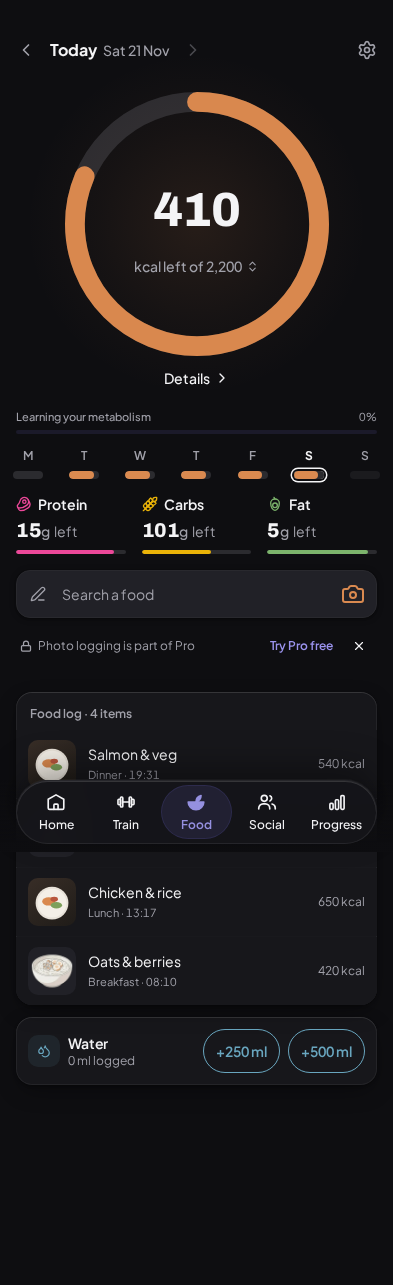 Today Sat 21 Nov
410
kcal left of 2,200
Details
Learning your metabolism 0%
M T W T F S S
Protein Carbs Fat
15g left 101g left 5g left
Search a food
Photo logging is part of Pro Try Pro free
Food log · 4 items
Salmon & veg 540 kcal
Dinner · 19:31
Home Train Food Social Progress
Chicken & rice 650 kcal
Lunch · 13:17
Oats & berries 420 kcal
Breakfast · 08:10
Water
0 ml logged
+250 ml +500 ml